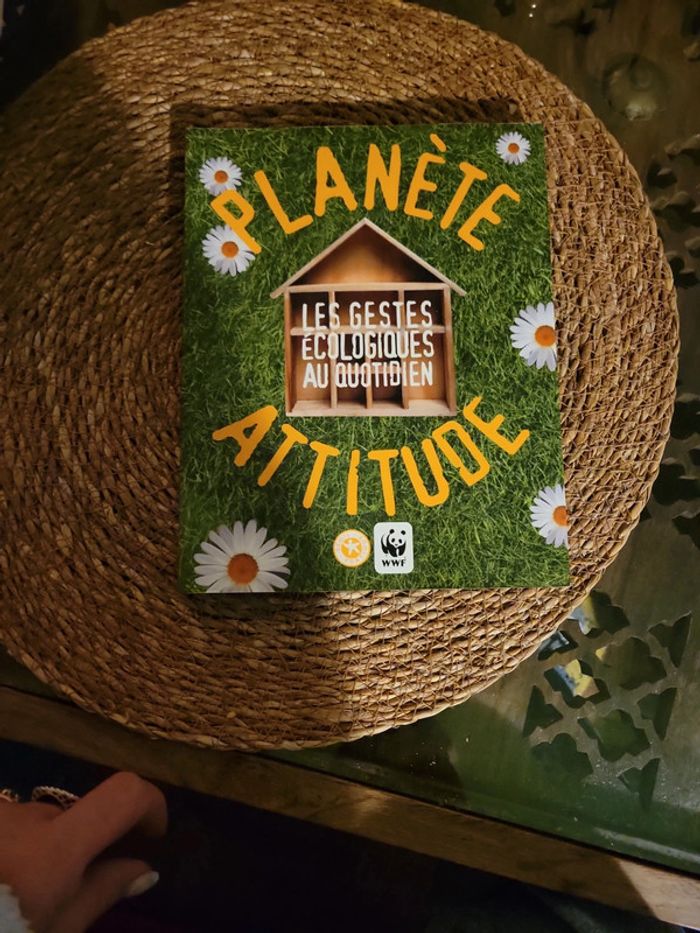 PLANÈTE
LES GESTES
ÉCOLOGIQUES
AU QUOTIDIEN
ATTITUDE
WWF